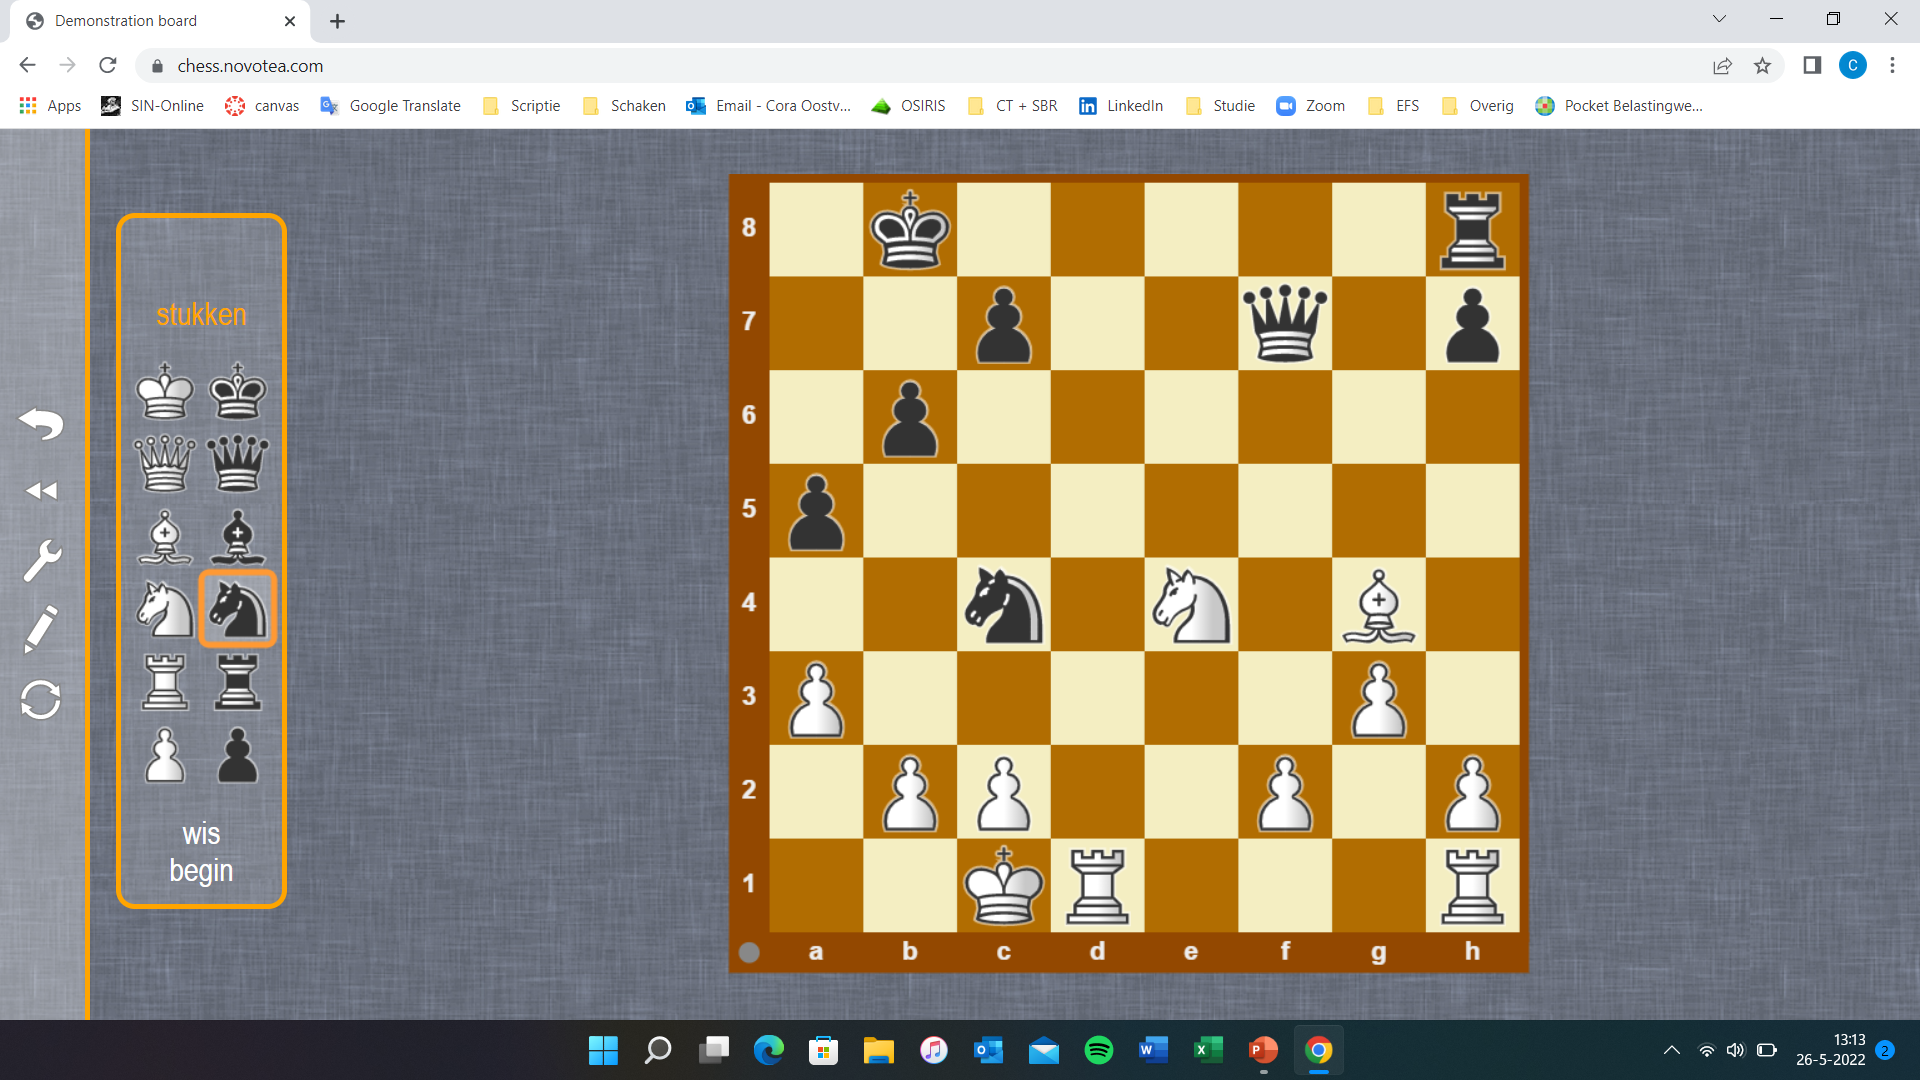 Demonstration board
chess.novotea.com
C
Apps
SIN-Online
canvas
Google Translate
Scriptie
Schaken
Email - Cora Oostv...
OSIRIS
CT + SBR
LinkedIn
Studie
Zoom
EFS
Overig
Pocket Belastingwe...
stukken
wis
begin
8
7
6
5
4
3
2
1
a b c d e f g h
13:13
26-5-2022
2